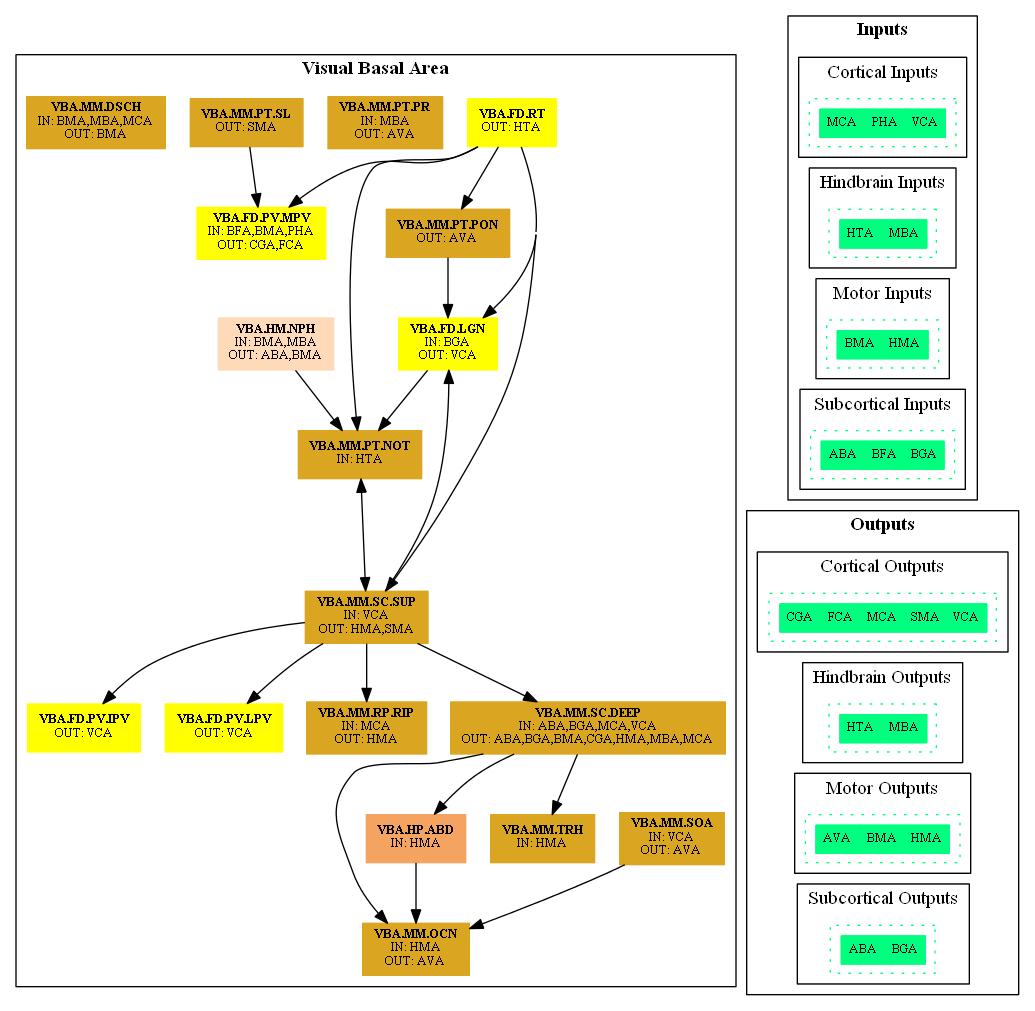 Visual Basal Area
VBA.MM.DSCH
IN: BMA,MBA,MCA
OUT: BMA
VBA.MM.PT.SL
OUT: SMA
VBA.MM.PT.PR
IN: MBA
OUT: AVA
VBA.FD.RT
OUT: HTA
VBA.FD.PV.MPV
IN: BFA,BMA,PHA
OUT: CGA,FCA
VBA.MM.PT.PON
OUT: AVA
VBA.HM.NPH
IN: BMA,MBA
OUT: ABA,BMA
VBA.FD.LGN
IN: BGA
OUT: VCA
VBA.MM.PT.NOT
IN: HTA
VBA.MM.SC.SUP
IN: VCA
OUT: HMA,SMA
VBA.FD.PV.IPV
OUT: VCA
VBA.FD.PV.LPV
OUT: VCA
VBA.MM.RP.RIP
IN: MCA
OUT: HMA
VBA.MM.SC.DEEP
IN: ABA,BGA,MCA,VCA
OUT: ABA,BGA,BMA,CGA,HMA,MBA,MCA
VBA.HP.ABD
IN: HMA
VBA.MM.TRH
IN: HMA
VBA.MM.SOA
IN: VCA
OUT: AVA
VBA.MM.OCN
IN: HMA
OUT: AVA
Inputs
Cortical Inputs
MCA PHA VCA
Hindbrain Inputs
HTA MBA
Motor Inputs
BMA HMA
Subcortical Inputs
ABA BFA BGA
Outputs
Cortical Outputs
CGA FCA MCA SMA VCA
Hindbrain Outputs
HTA MBA
Motor Outputs
AVA BMA HMA
Subcortical Outputs
ABA BGA